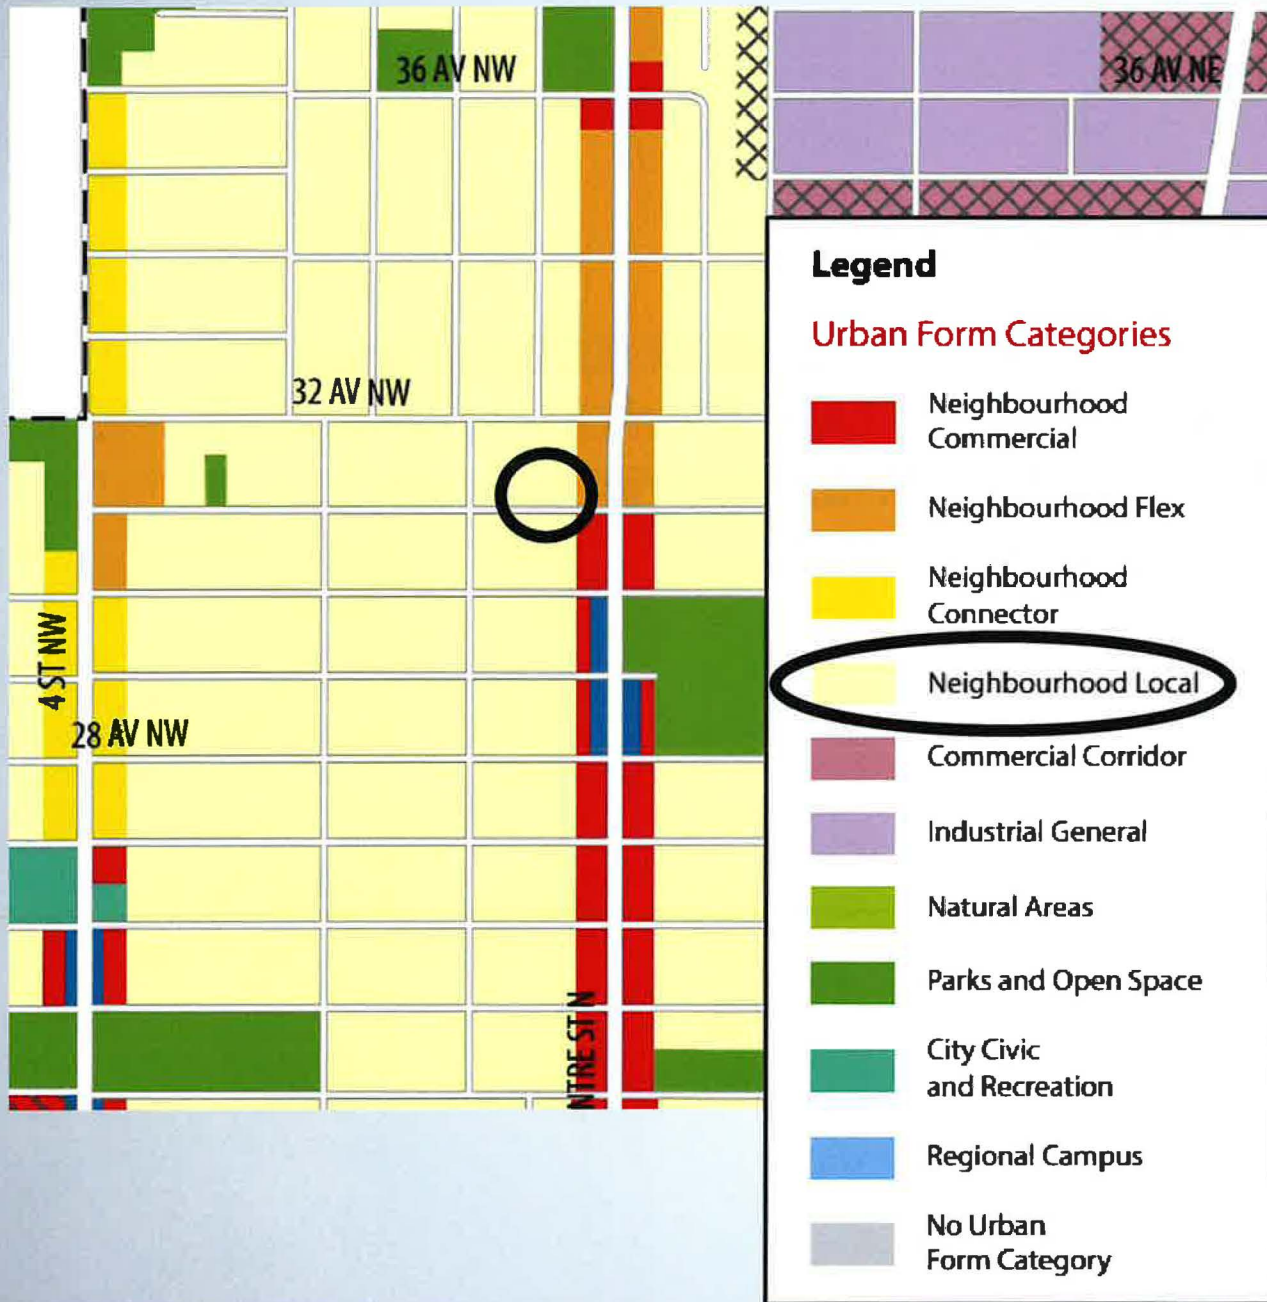 36 AV NW
36 AV NE
32 AV NW
4 ST NW
28 AV NW
NTRE ST N
Legend
Urban Form Categories
Neighbourhood
Commercial
Neighbourhood Flex
Neighbourhood
Connector
Neighbourhood Local
Commercial Corridor
Industrial General
Natural Areas
Parks and Open Space
City Civic
and Recreation
Regional Campus
No Urban
Form Category